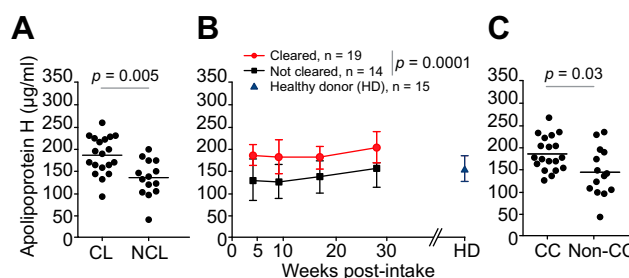 A
B
C
Apolipoprotein H (µg/ml)
p = 0.005
350
300
250
200
150
100
50
0
CL NCL
Cleared, n = 19
Not cleared, n = 14
Healthy donor (HD), n = 15
p = 0.0001
350
300
250
200
150
100
50
0
5 10 20 30 HD
Weeks post-intake
p = 0.03
350
300
250
200
150
100
50
0
CC Non-CC